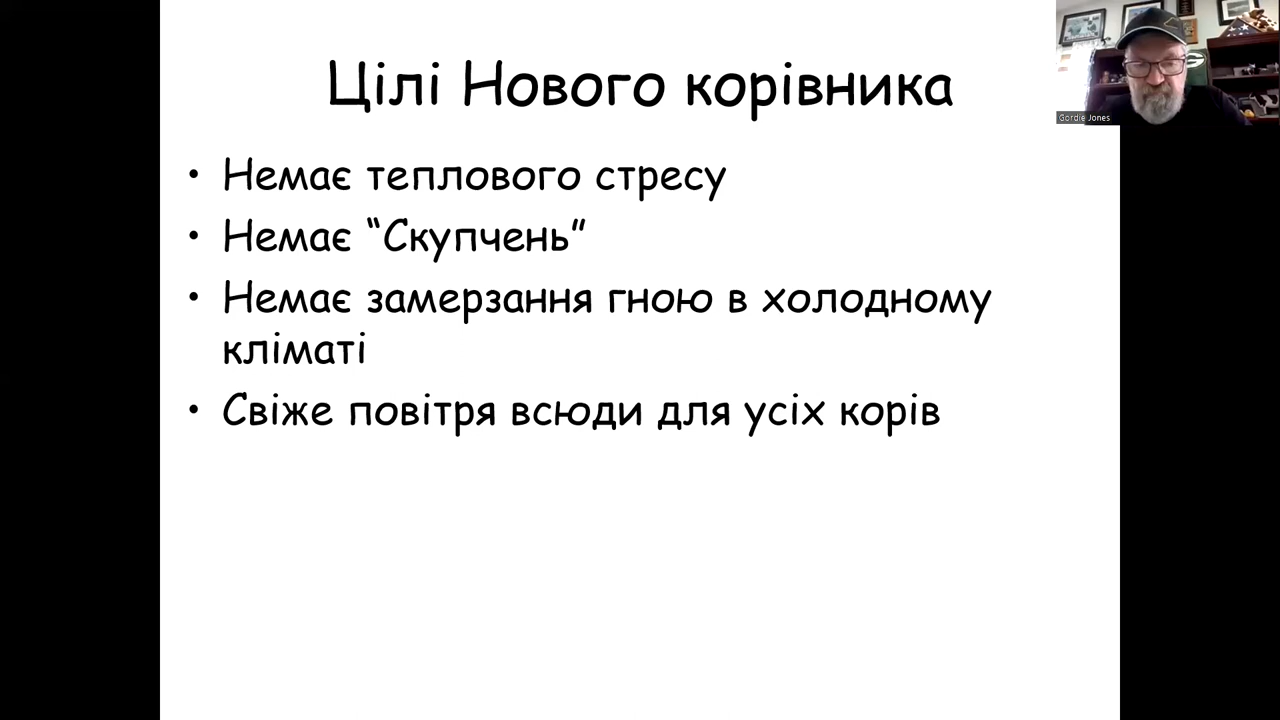 Цілі Нового корівника
• Немає теплового стресу
• Немає “Скупчень”
• Немає замерзання гною в холодному
кліматі
• Свіже повітря всюди для усіх корів
Gordie Jones